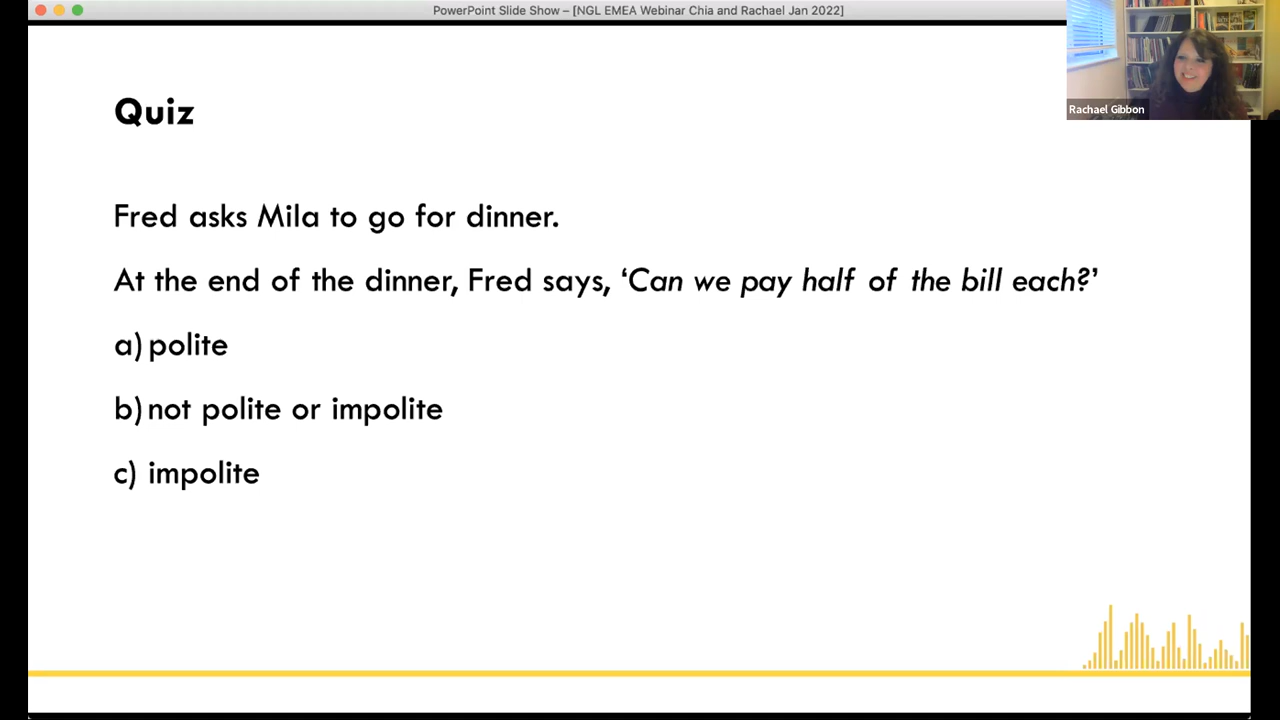 PowerPoint Slide Show – [NGL EMEA Webinar Chia and Rachael Jan 2022]
Rachael Gibbon
Quiz
Fred asks Mila to go for dinner.
At the end of the dinner, Fred says, ‘Can we pay half of the bill each?’
a) polite
b) not polite or impolite
c) impolite